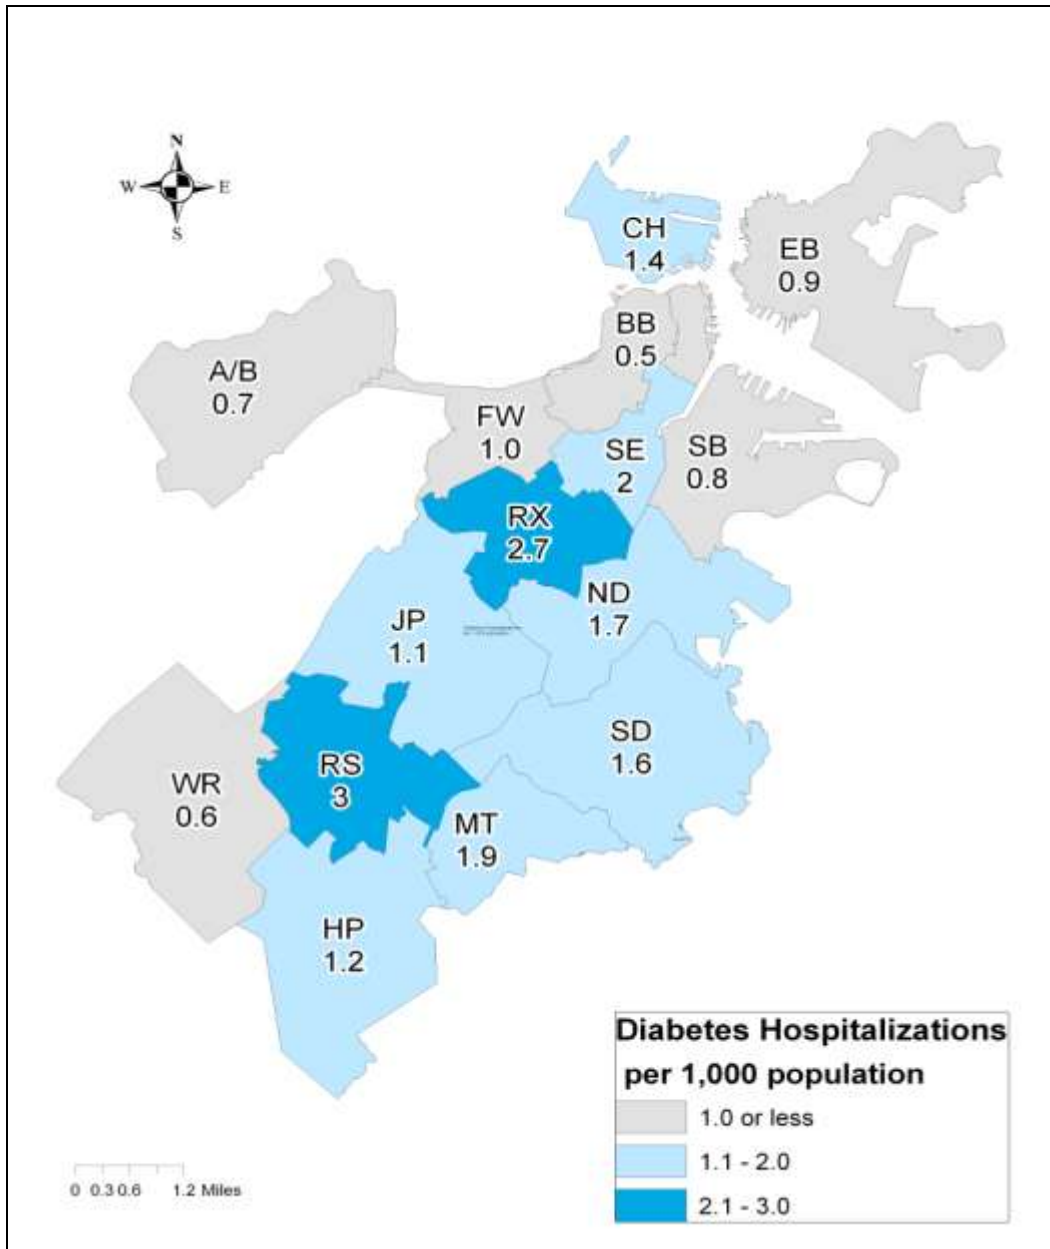 N
W E
S
CH
1.4
EB
0.9
BB
0.5
A/B
0.7
FW
1.0
SE
2
SB
0.8
RX
2.7
ND
1.7
JP
1.1
SD
1.6
RS
3
WR
0.6
MT
1.9
HP
1.2
Diabetes Hospitalizations
per 1,000 population
1.0 or less
1.1 - 2.0
2.1 - 3.0
0 0.3 0.6 1.2 Miles